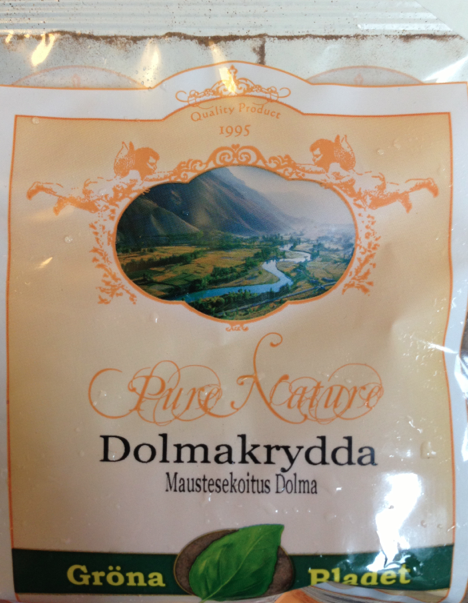 Quality Product
1995
Pure Nature
Dolmakrydda
Maustesekoitus Dolma
Gröna Bladet